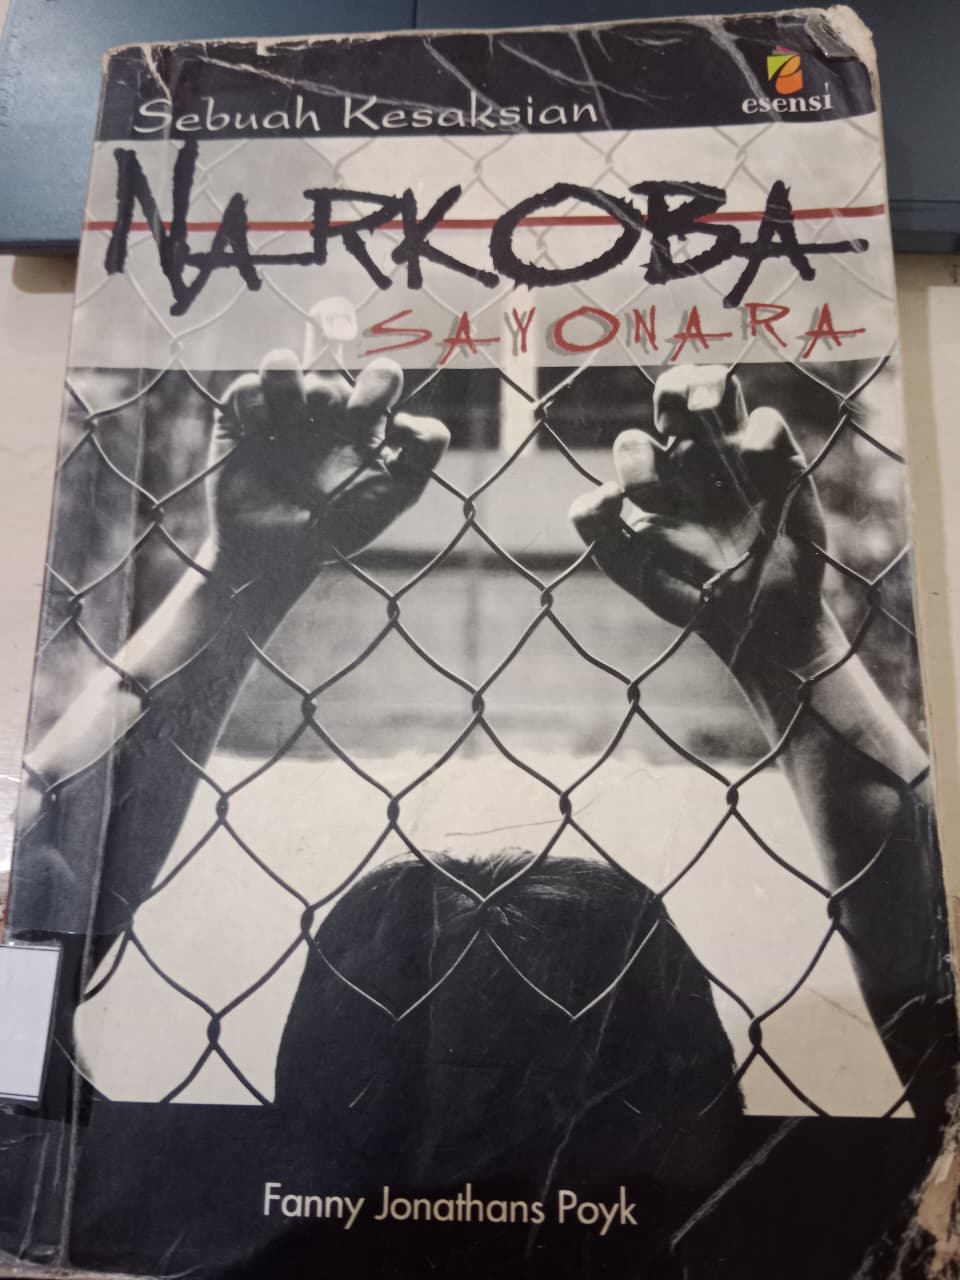 Sebuah Kesaksian
esensi
NARKOBA
SAYONARA
Fanny Jonathans Poyk